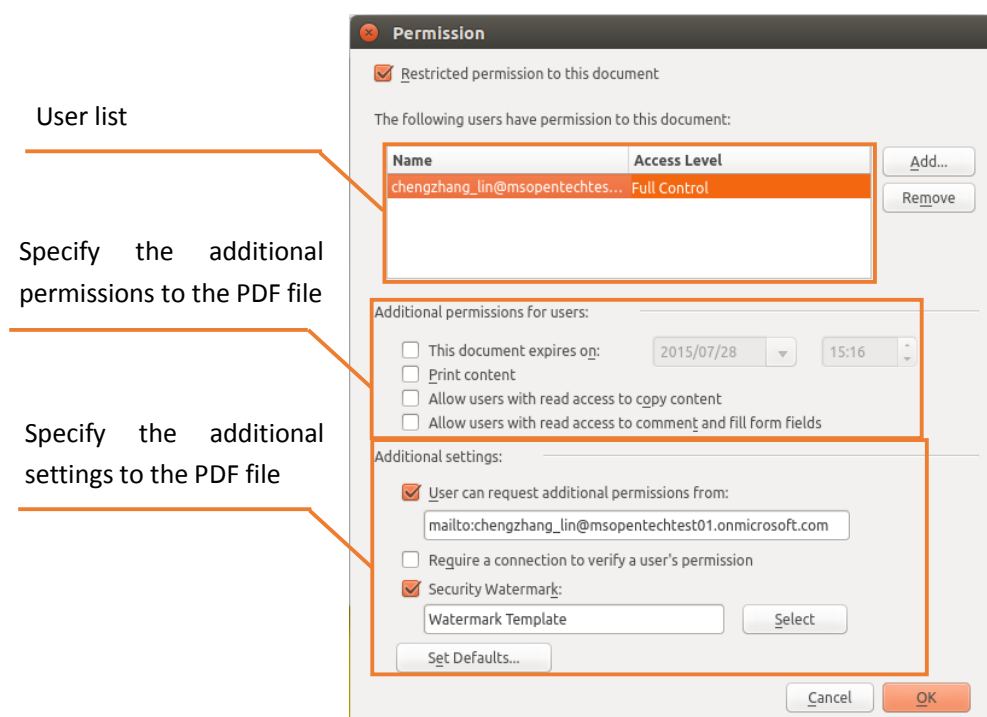 Permission
Restricted permission to this document
User list
The following users have permission to this document:
Name Access Level Add...
chengzhang_lin@msopentechtes... Full Control
Remove
Specify the additional
permissions to the PDF file
Additional permissions for users:
This document expires on: 2015/07/28 15:16
Print content
Allow users with read access to copy content
Allow users with read access to comment and fill form fields
Specify the additional
settings to the PDF file
Additional settings:
User can request additional permissions from:
mailto:chengzhang_lin@msopentechtest01.onmicrosoft.com
Require a connection to verify a user's permission
Security Watermark:
Watermark Template Select
Set Defaults...
Cancel OK